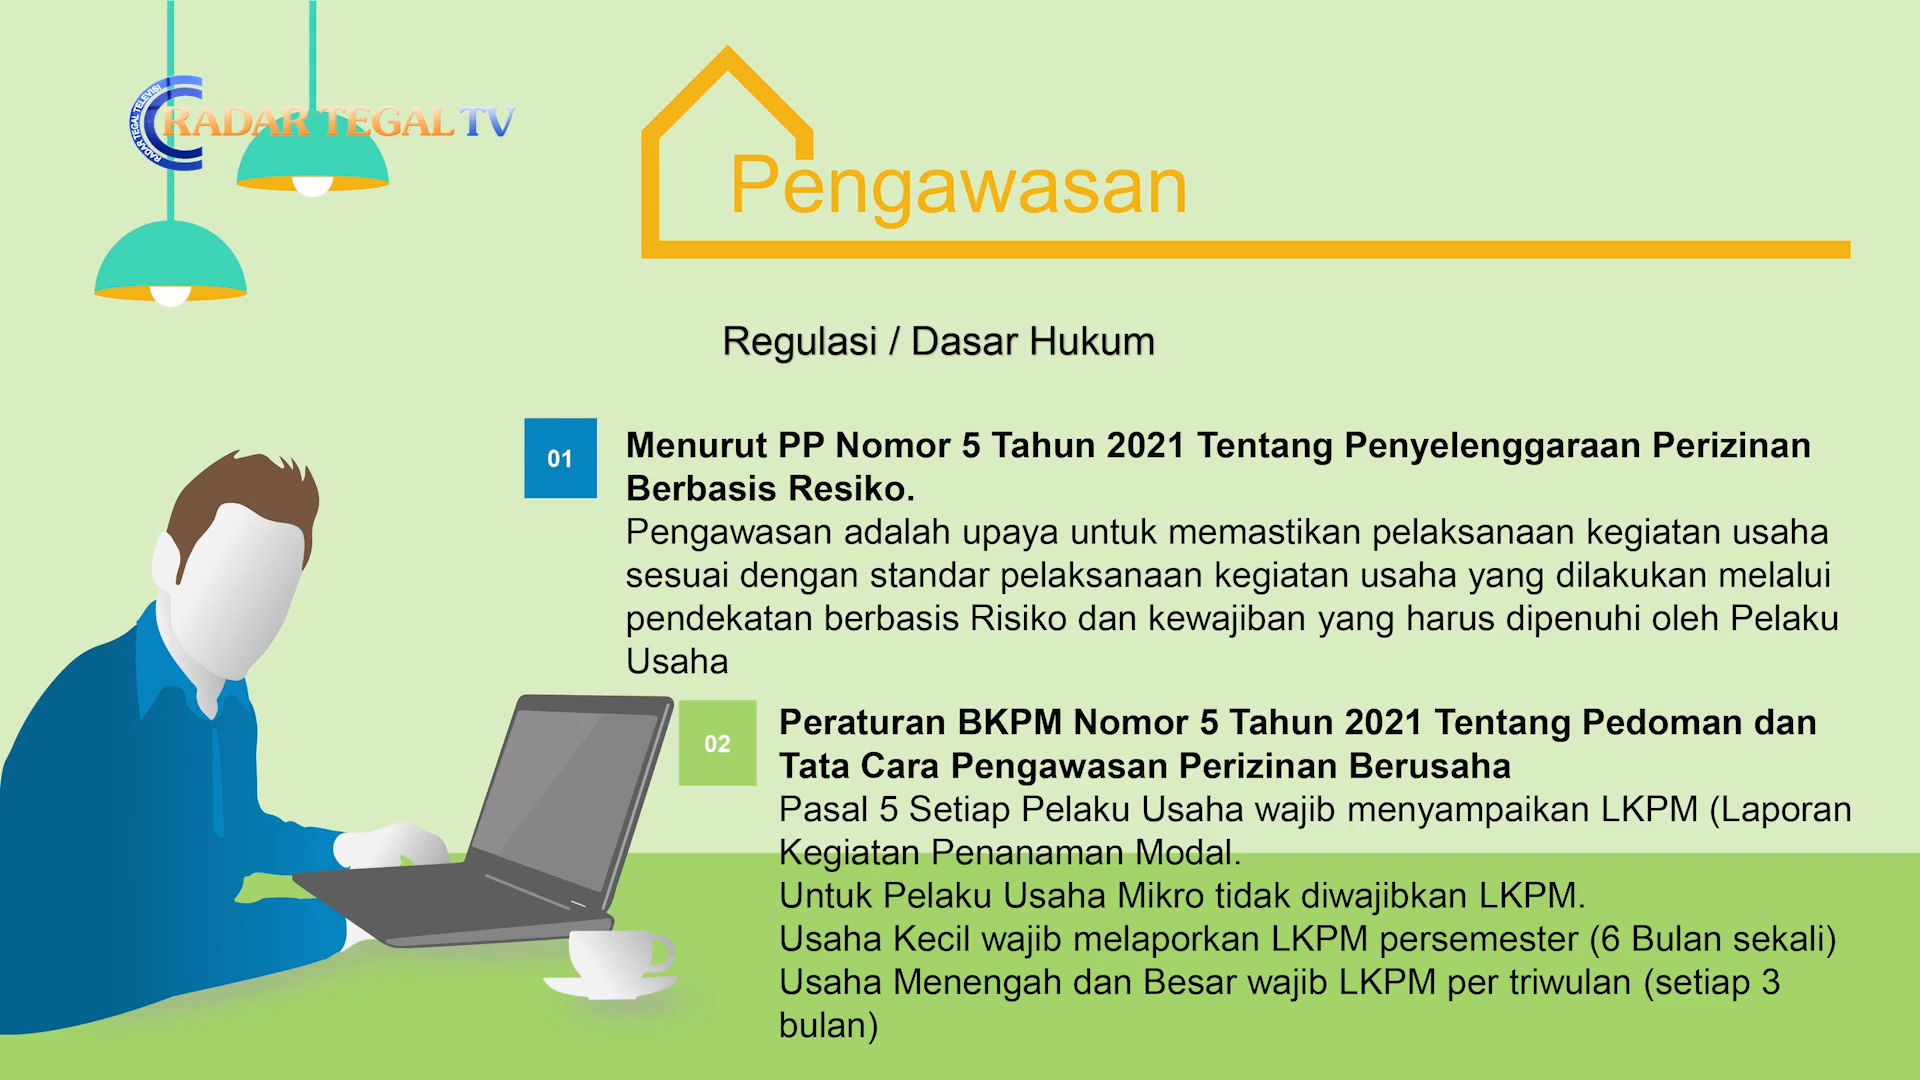 RADAR TEGAL TELEVISI
RADAR
RADAR TEGAL TV
Pengawasan
Regulasi / Dasar Hukum
01
Menurut PP Nomor 5 Tahun 2021 Tentang Penyelenggaraan Perizinan
Berbasis Resiko.
Pengawasan adalah upaya untuk memastikan pelaksanaan kegiatan usaha
sesuai dengan standar pelaksanaan kegiatan usaha yang dilakukan melalui
pendekatan berbasis Risiko dan kewajiban yang harus dipenuhi oleh Pelaku
Usaha
02
Peraturan BKPM Nomor 5 Tahun 2021 Tentang Pedoman dan
Tata Cara Pengawasan Perizinan Berusaha
Pasal 5 Setiap Pelaku Usaha wajib menyampaikan LKPM (Laporan
Kegiatan Penanaman Modal.
Untuk Pelaku Usaha Mikro tidak diwajibkan LKPM.
Usaha Kecil wajib melaporkan LKPM persemester (6 Bulan sekali)
Usaha Menengah dan Besar wajib LKPM per triwulan (setiap 3
bulan)